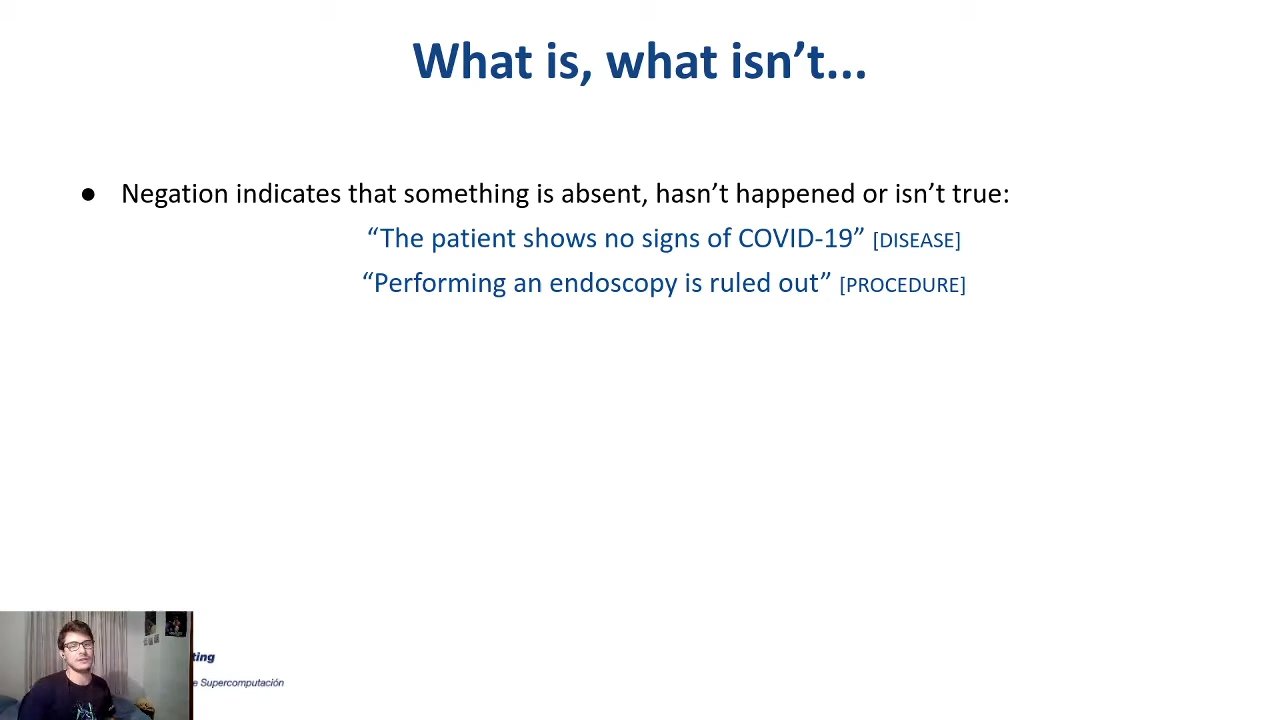 What is, what isn’t...
● Negation indicates that something is absent, hasn’t happened or isn’t true:
“The patient shows no signs of COVID-19” [DISEASE]
“Performing an endoscopy is ruled out” [PROCEDURE]
ting
e Supercomputación